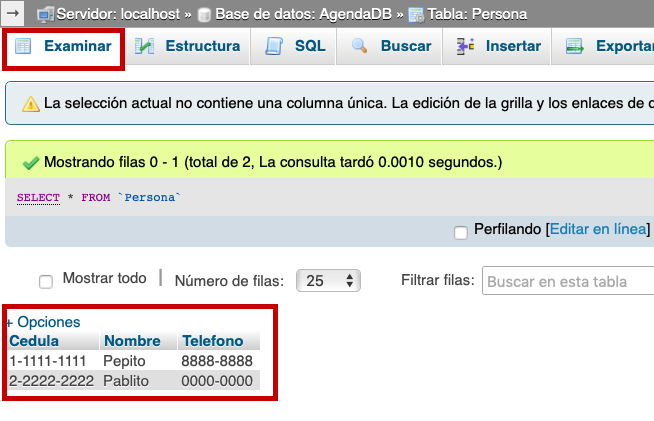 Servidor: localhost » Base de datos: AgendaDB » Tabla: Persona
Examinar Estructura SQL Buscar Insertar Exportar
La selección actual no contiene una columna única. La edición de la grilla y los enlaces de
Mostrando filas 0 - 1 (total de 2, La consulta tardó 0.0010 segundos.)
SELECT * FROM `Persona`
Perfilando [Editar en línea]
Mostrar todo | Número de filas: 25 Filtrar filas: Buscar en esta tabla
+ Opciones
Cedula Nombre Telefono
1-1111-1111 Pepito 8888-8888
2-2222-2222 Pablito 0000-0000